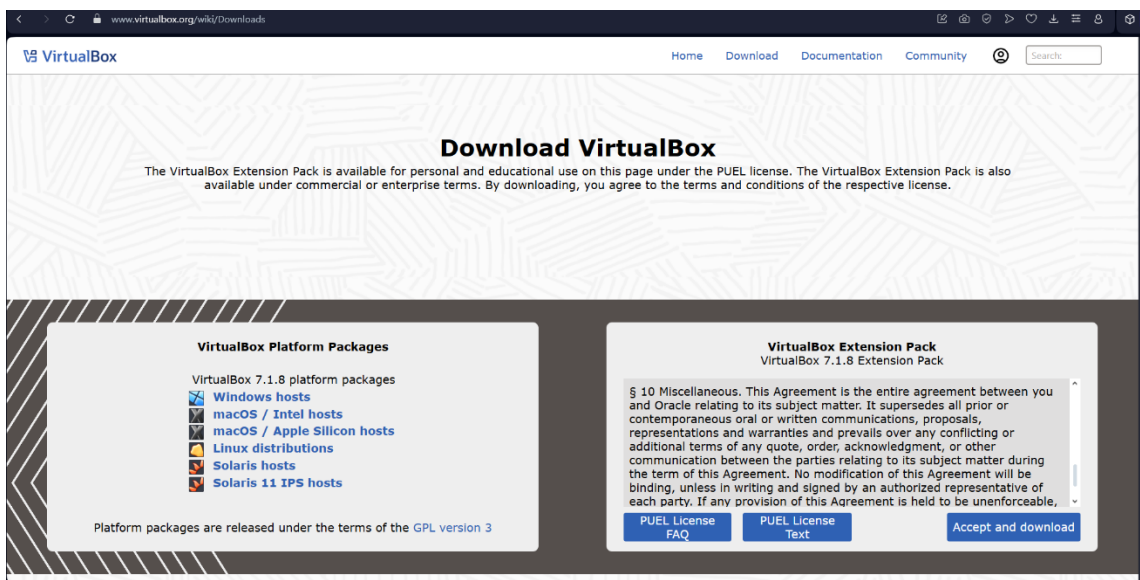 www.virtualbox.org/wiki/Downloads
VirtualBox
Home Download Documentation Community Search:
Download VirtualBox
The VirtualBox Extension Pack is available for personal and educational use on this page under the PUEL license. The VirtualBox Extension Pack is also
available under commercial or enterprise terms. By downloading, you agree to the terms and conditions of the respective license.
VirtualBox Platform Packages
VirtualBox 7.1.8 platform packages
Windows hosts
macOS / Intel hosts
macOS / Apple Silicon hosts
Linux distributions
Solaris hosts
Solaris 11 IPS hosts
Platform packages are released under the terms of the GPL version 3
VirtualBox Extension Pack
VirtualBox 7.1.8 Extension Pack
§ 10 Miscellaneous. This Agreement is the entire agreement between you
and Oracle relating to its subject matter. It supersedes all prior or
contemporaneous oral or written communications, proposals,
representations and warranties and prevails over any conflicting or
additional terms of any quote, order, acknowledgment, or other
communication between the parties relating to its subject matter during
the term of this Agreement. No modification of this Agreement will be
binding, unless in writing and signed by an authorized representative of
each party. If any provision of this Agreement is held to be unenforceable,
PUEL License
FAQ
PUEL License
Text
Accept and download